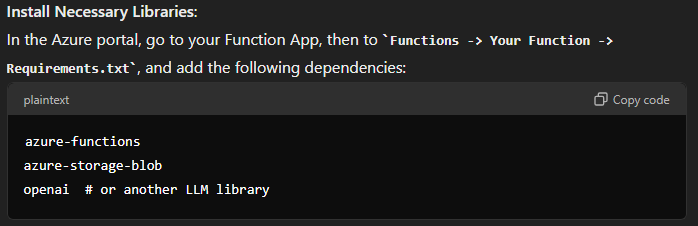 Install Necessary Libraries:
In the Azure portal, go to your Function App, then to `Functions -> Your Function ->
Requirements.txt`, and add the following dependencies:
plaintext Copy code
azure-functions
azure-storage-blob
openai  # or another LLM library